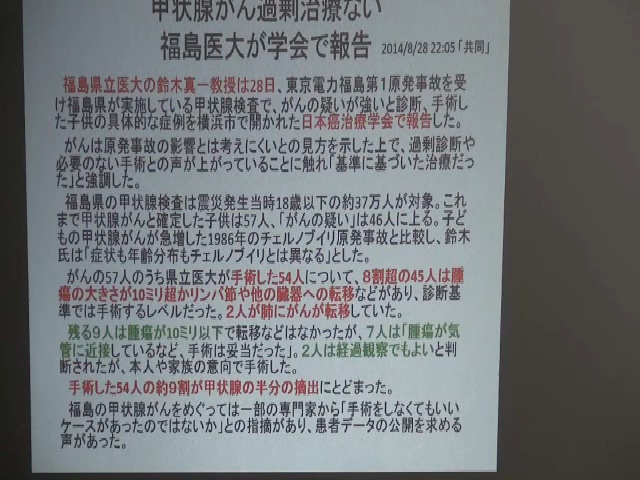 甲状腺がん過剰治療ない
福島医大が学会で報告 2014/8/28 22:05「共同」
福島県立医大の鈴木真一教授は28日、東京電力福島第1原発事故を受
け福島県が実施している甲状腺検査で、がんの疑いが強いと診断、手術し
た子供の具体的な症例を横浜市で開かれた日本癌治療学会で報告した。
がんは原発事故の影響とは考えにくいとの見方を示した上で、過剰診断や
必要のない手術との声が上がっていることに触れ「基準に基づいた治療だっ
た」と強調した。
福島県の甲状腺検査は震災発生当時18歳以下の約37万人が対象。これ
まで甲状腺がんと確定した子供は57人、「がんの疑い」は46人に上る。子ど
もの甲状腺がんが急増した1986年のチェルノブイリ原発事故と比較し、鈴木
氏は「症状も年齢分布もチェルノブイリとは異なる」とした。
がんの57人のうち県立医大が手術した54人について、8割超の45人は腫
瘍の大きさが10ミリ超かリンパ節や他の臓器への転移などがあり、診断基
準では手術するレベルだった。2人が肺にがんが転移していた。
残る9人は腫瘍が10ミリ以下で転移などはなかったが、7人は「腫瘍が気
管に近接しているなど、手術は妥当だった」。2人は経過観察でもよいと判
断されたが、本人や家族の意向で手術した。
手術した54人の約9割が甲状腺の半分の摘出にとどまった。
福島の甲状腺がんをめぐっては一部の専門家から「手術をしなくてもいい
ケースがあったのではないか」との指摘があり、患者データの公開を求める
声があった。